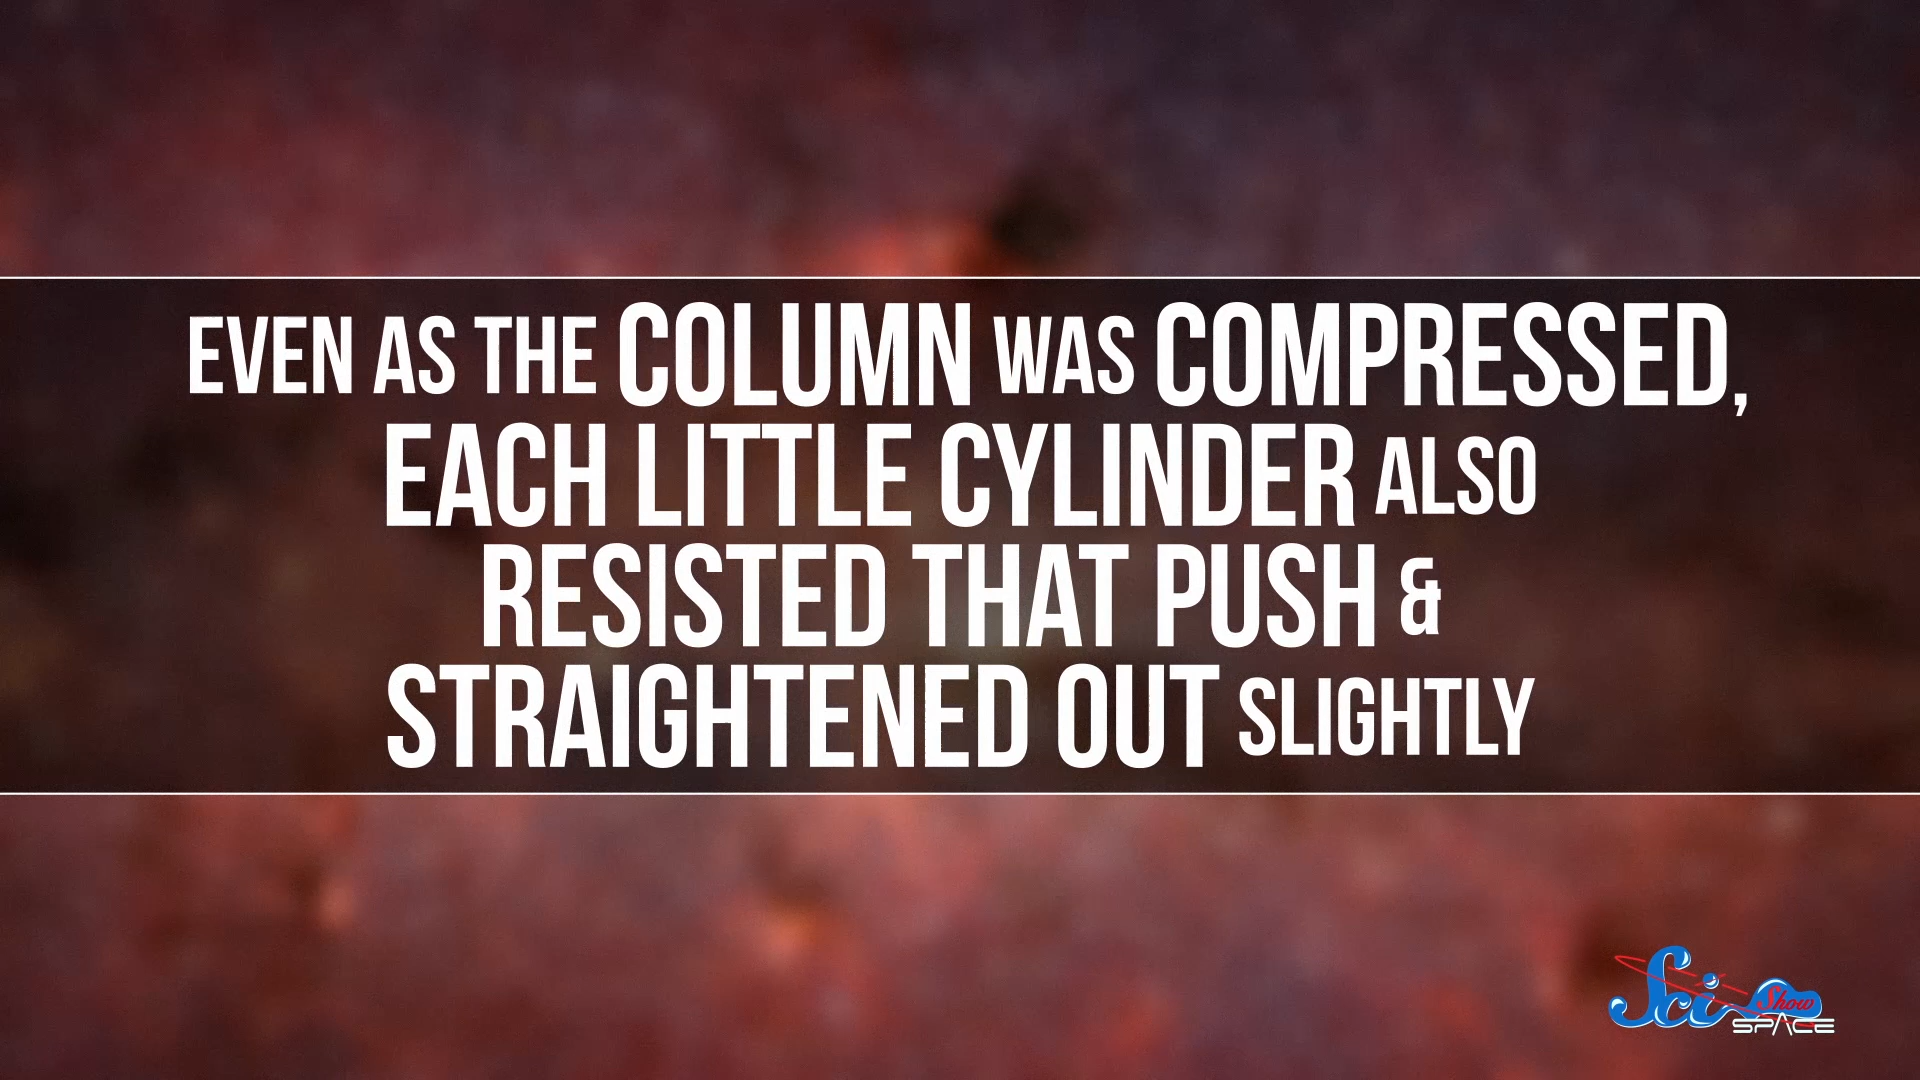 EVEN AS THE COLUMN WAS COMPRESSED,
EACH LITTLE CYLINDER ALSO
RESISTED THAT PUSH &
STRAIGHTENED OUT SLIGHTLY
Sci Show
SPACE